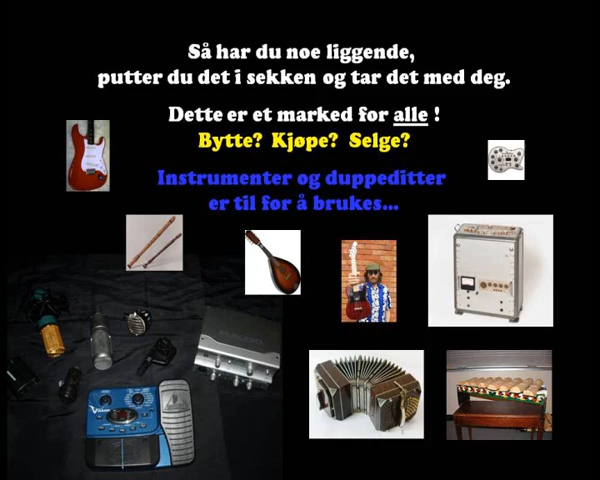 Så har du noe liggende,
putter du det i sekken og tar det med deg.
Dette er et marked for alle !
Bytte? Kjøpe? Selge?
Instrumenter og duppeditter
er til for å brukes...
M-AUDIO